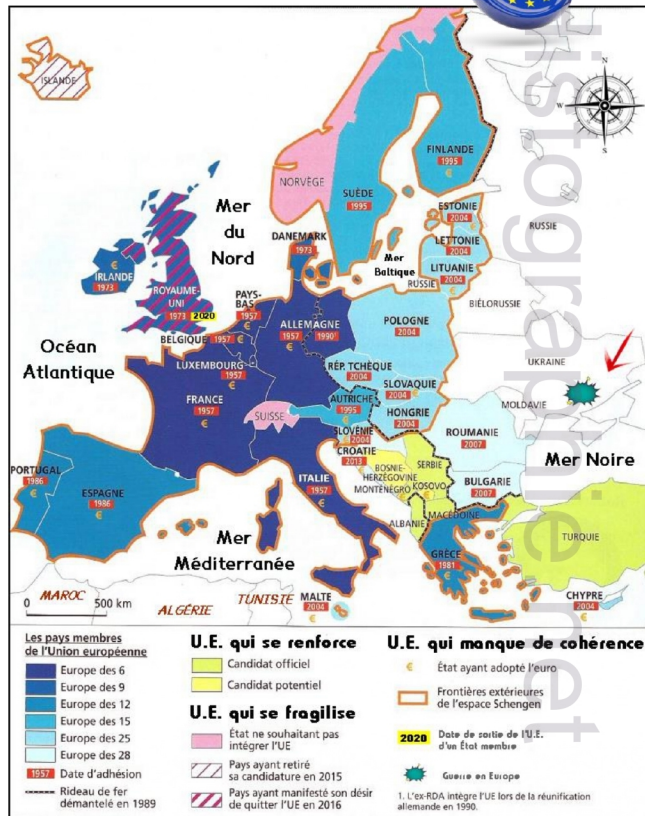 ISLANDE
N
W
E
S
FINLANDE
1995
€
NORVÈGE
SUÈDE
1995
Mer
du
Nord
ESTONIE
2004
€
LETTONIE
2004
€
LITUANIE
2004
€
RUSSIE
RUSSIE
DANEMARK
1973
Mer
Baltique
IRLANDE
1973
€
ROYAUME-
UNI
1973
2020
PAYS-
BAS
1957
€
BIÉLORUSSIE
ALLEMAGNE
1957
1990¹
€
POLOGNE
2004
BELGIQUE
1957
€
Océan
Atlantique
LUXEMBOURG
1957
€
RÉP. TCHÈQUE
2004
UKRAINE
SLOVAQUIE
2004
€
FRANCE
1957
€
AUTRICHE
1995
€
HONGRIE
2004
MOLDAVIE
SUISSE
SLOVÉNIE
€
2004
ROUMANIE
2007
CROATIE
2013
Mer Noire
PORTUGAL
1986
€
ESPAGNE
1986
€
ITALIE
1957
€
BOSNIE-
HERZÉGOVINE
SERBIE
MONTÉNÉGRO
€
KOSOVO
€
BULGARIE
2007
ALBANIE
MACÉDOINE
Mer
Méditerranée
GRÈCE
1981
€
TURQUIE
MAROC
ALGÉRIE
TUNISIE
0
500 km
MALTE
2004
€
CHYPRE
2004
€
Les pays membres
de l'Union européenne
Europe des 6
Europe des 9
Europe des 12
Europe des 15
Europe des 25
Europe des 28
1957 Date d'adhésion
Rideau de fer
démantelé en 1989
U.E. qui se renforce
Candidat officiel
Candidat potentiel
U.E. qui se fragilise
État ne souhaitant pas
intégrer l'UE
Pays ayant retiré
sa candidature en 2015
Pays ayant manifesté son désir
de quitter l'UE en 2016
U.E. qui manque de cohérence
€ État ayant adopté l'euro
Frontières extérieures
de l'espace Schengen
2020 Date de sortie de l'U.E.
d'un État membre
Guerre en Europe
1. L'ex-RDA intègre l'UE lors de la réunification
allemande en 1990.
histographie.net